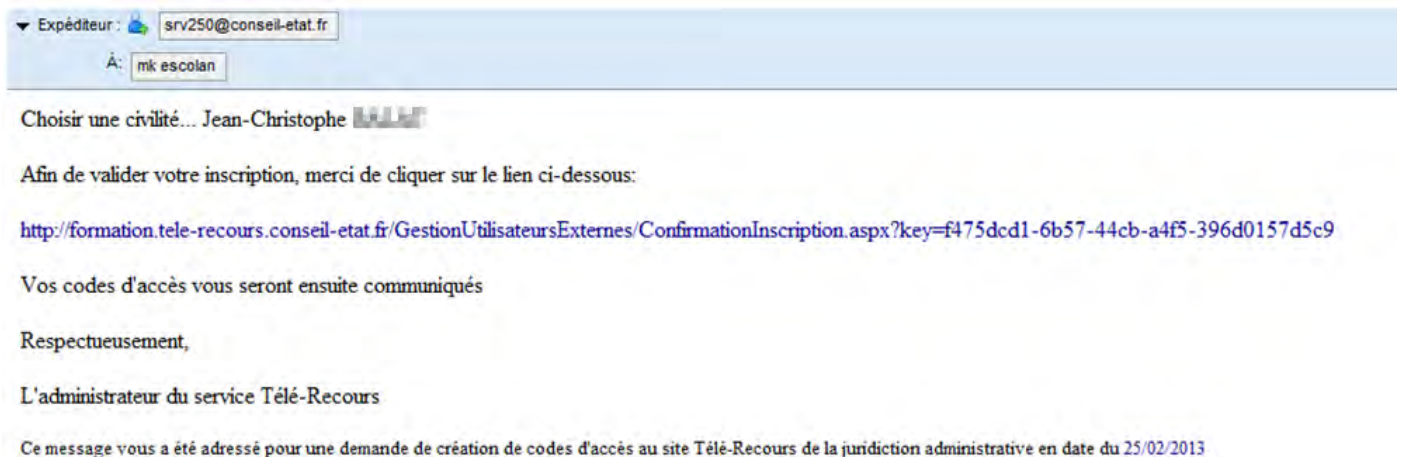 Expéditeur : srv250@conseil-etat.fr
À: mk escolan
Choisir une civilité... Jean-Christophe
Afin de valider votre inscription, merci de cliquer sur le lien ci-dessous:
http://formation.tele-recours.conseil-etat.fr/GestionUtilisateursExternes/ConfirmationInscription.aspx?key=f475dcd1-6b57-44cb-a4f5-396d0157d5c9
Vos codes d'accès vous seront ensuite communiqués
Respectueusement,
L'administrateur du service Télé-Recours
Ce message vous a été adressé pour une demande de création de codes d'accès au site Télé-Recours de la juridiction administrative en date du 25/02/2013